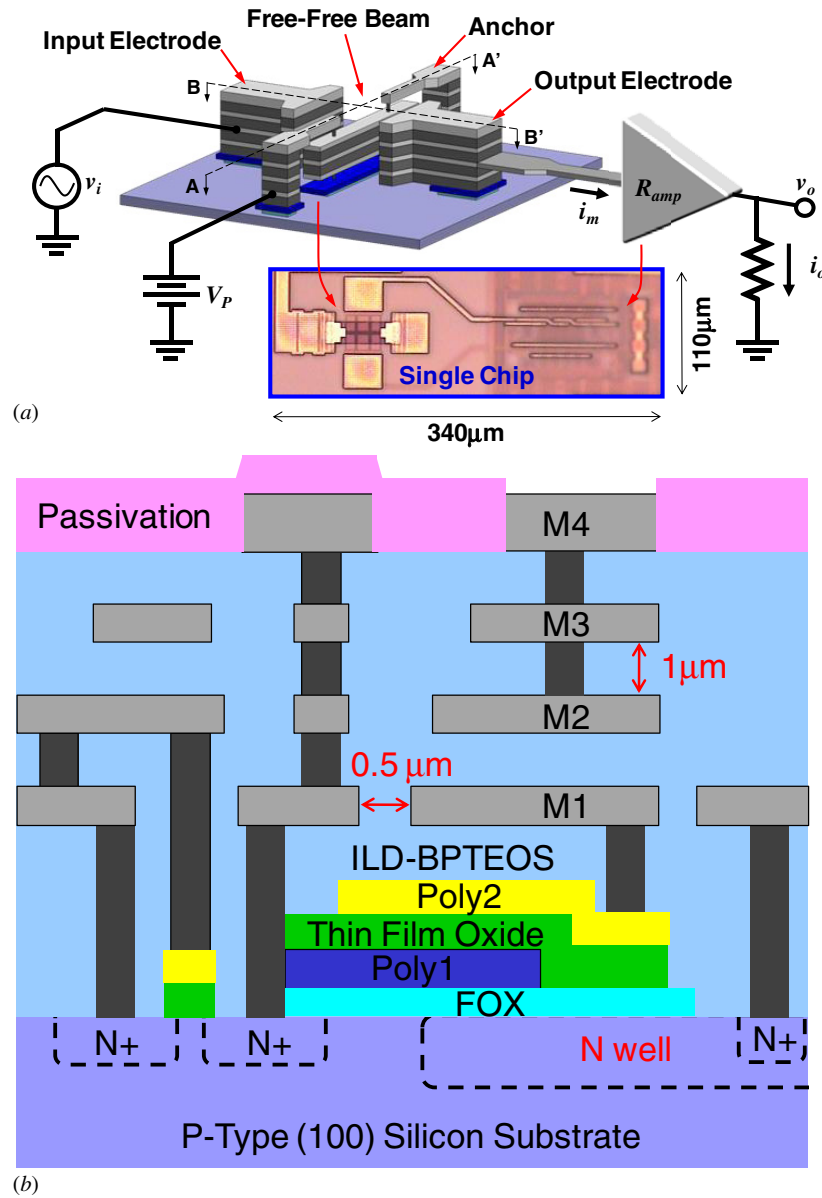 Free-Free Beam
Input Electrode
Anchor
A'
Output Electrode
B
B'
A
v_i
V_P
i_m
R_amp
v_o
i_o
Single Chip
110μm
340μm
(a)
Passivation
M4
M3
1μm
M2
0.5 μm
M1
ILD-BPTEOS
Poly2
Thin Film Oxide
Poly1
FOX
N+
N+
N well
N+
P-Type (100) Silicon Substrate
(b)